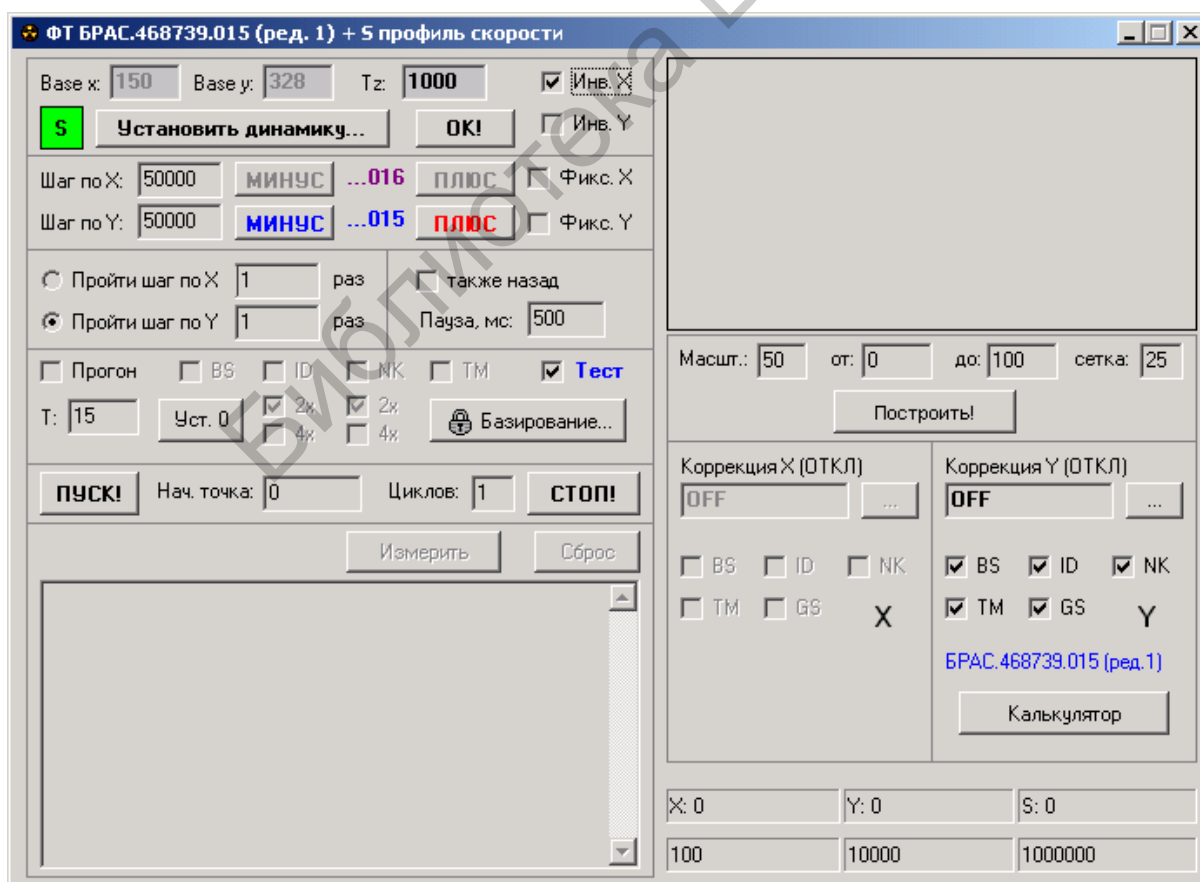 ФТ БРАС.468739.015 (ред. 1) + S профиль скорости
Base x: 150 Base y: 328 Tz: 1000 Инв. X
S Установить динамику... OK! Инв. Y
Шаг по X: 50000 МИНУС ...016 ПЛЮС Фикс. X
Шаг по Y: 50000 МИНУС ...015 ПЛЮС Фикс. Y
Пройти шаг по X 1 раз также назад
Пройти шаг по Y 1 раз Пауза, мс: 500
Прогон BS ID NK TM Тест
T: 15 Уст. 0 2x 2x Базирование...
4x 4x
ПУСК! Нач. точка: 0 Циклов: 1 СТОП!
Измерить Сброс
Масшт.: 50 от: 0 до: 100 сетка: 25
Построить!
Коррекция X (ОТКЛ) Коррекция Y (ОТКЛ)
OFF ... OFF ...
BS ID NK BS ID NK
TM GS X TM GS Y
БРАС.468739.015 (ред.1)
Калькулятор
X: 0 Y: 0 S: 0
100 10000 1000000
Библиотека